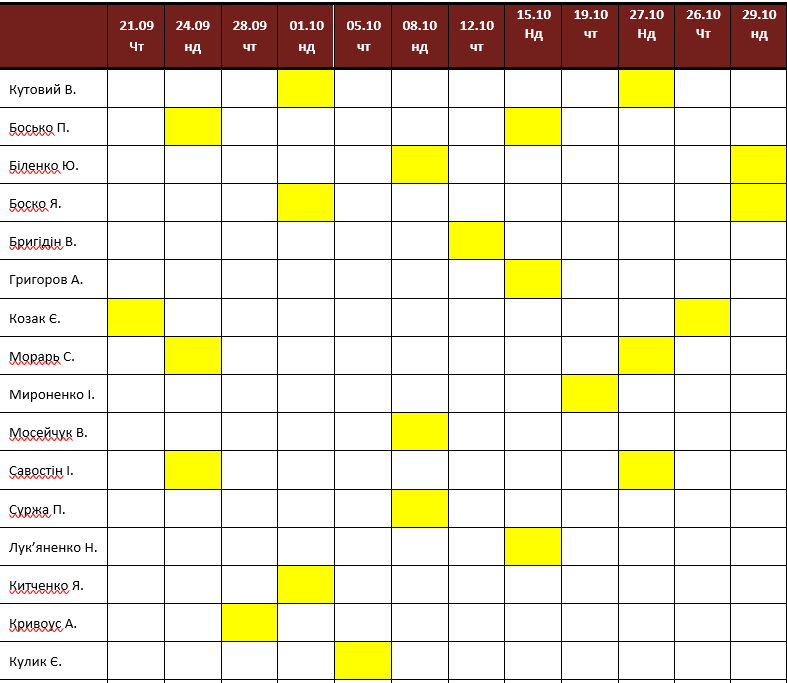 21.09 24.09 28.09 01.10 05.10 08.10 12.10 15.10 19.10 27.10 26.10 29.10
Чт нд чт нд чт нд чт Нд чт Нд Чт нд
Кутовий В.
Босько П.
Біленко Ю.
Боско Я.
Бригідін В.
Григоров А.
Козак Є.
Морарь С.
Мироненко І.
Мосейчук В.
Савостін І.
Суржа П.
Лук’яненко Н.
Китченко Я.
Кривоус А.
Кулик Є.